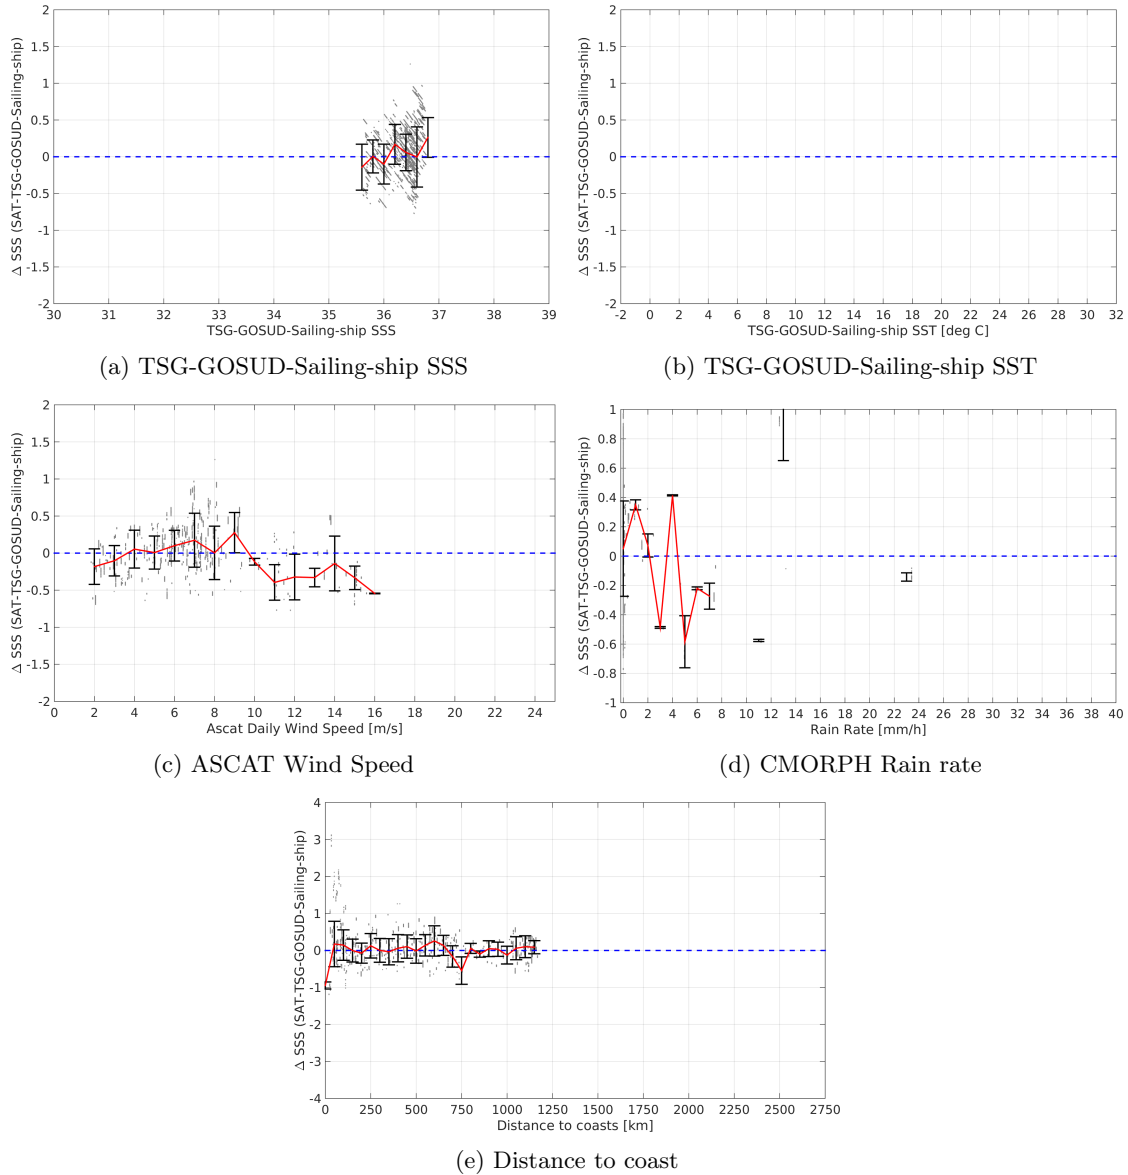 Δ SSS (SAT-TSG-GOSUD-Sailing-ship)
2
1.5
1
0.5
0
-0.5
-1
-1.5
-2
30 31 32 33 34 35 36 37 38 39
TSG-GOSUD-Sailing-ship SSS
(a) TSG-GOSUD-Sailing-ship SSS
Δ SSS (SAT-TSG-GOSUD-Sailing-ship)
2
1.5
1
0.5
0
-0.5
-1
-1.5
-2
-2 0 2 4 6 8 10 12 14 16 18 20 22 24 26 28 30 32
TSG-GOSUD-Sailing-ship SST [deg C]
(b) TSG-GOSUD-Sailing-ship SST
Δ SSS (SAT-TSG-GOSUD-Sailing-ship)
2
1.5
1
0.5
0
-0.5
-1
-1.5
-2
0 2 4 6 8 10 12 14 16 18 20 22 24
Ascat Daily Wind Speed [m/s]
(c) ASCAT Wind Speed
Δ SSS (SAT-TSG-GOSUD-Sailing-ship)
1
0.8
0.6
0.4
0.2
0
-0.2
-0.4
-0.6
-0.8
-1
0 2 4 6 8 10 12 14 16 18 20 22 24 26 28 30 32 34 36 38 40
Rain Rate [mm/h]
(d) CMORPH Rain rate
Δ SSS (SAT-TSG-GOSUD-Sailing-ship)
4
3
2
1
0
-1
-2
-3
-4
0 250 500 750 1000 1250 1500 1750 2000 2250 2500 2750
Distance to coasts [km]
(e) Distance to coast